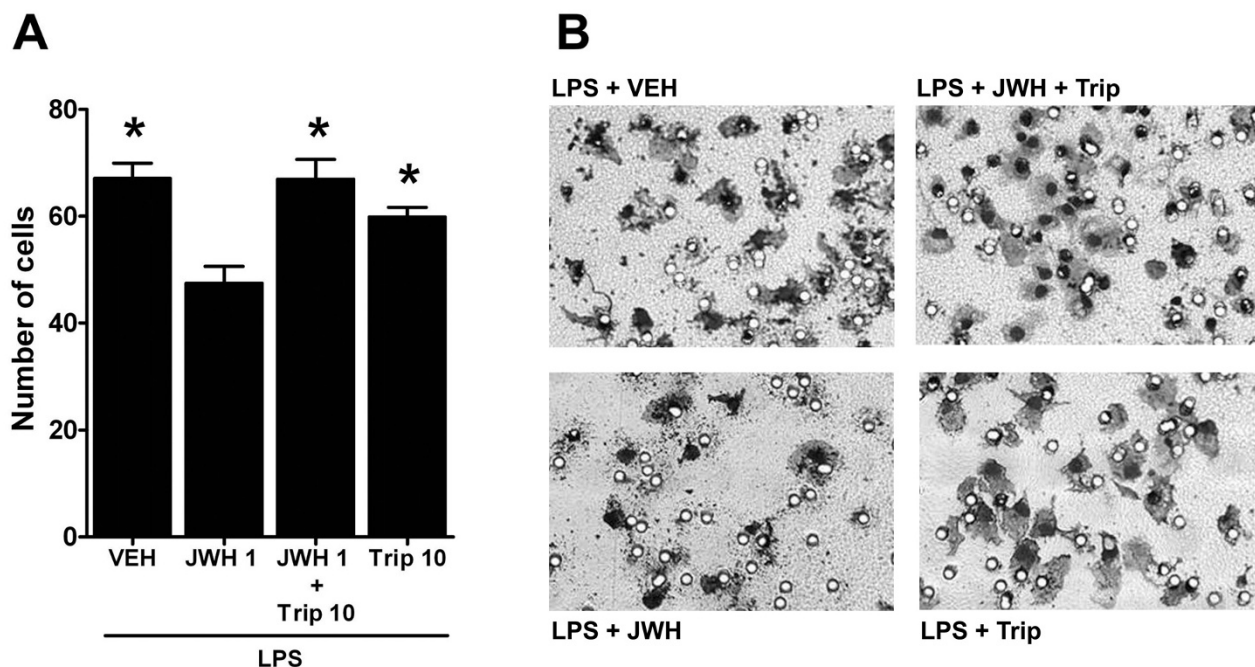 A
Number of cells
80
60
40
20
0
*
*
*
VEH
JWH 1
JWH 1
+
Trip 10
Trip 10
LPS
B
LPS + VEH
LPS + JWH + Trip
LPS + JWH
LPS + Trip